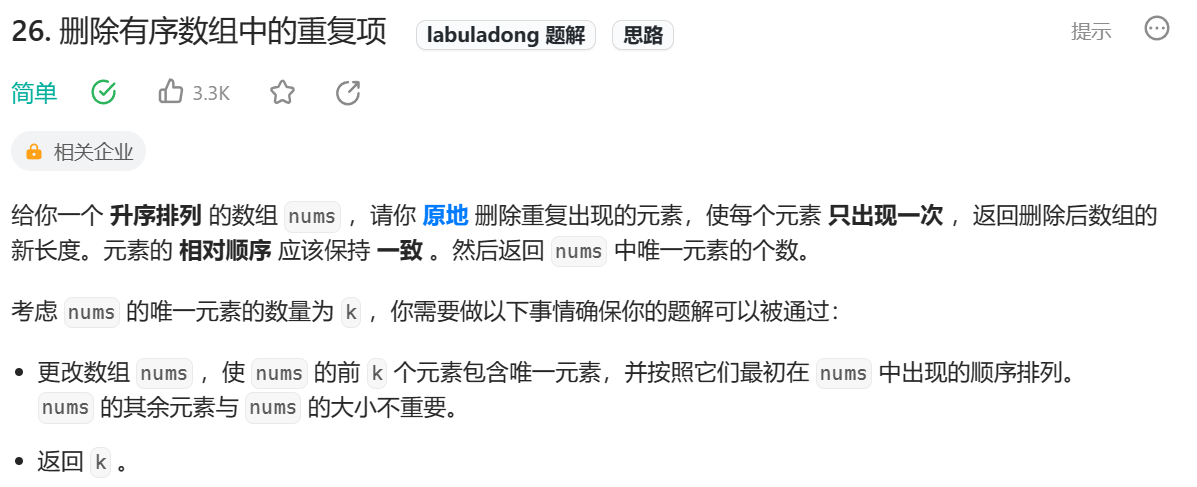 26. 删除有序数组中的重复项 labuladong 题解 思路 提示
简单 3.3K
相关企业
给你一个 升序排列 的数组 nums ，请你 原地 删除重复出现的元素，使每个元素 只出现一次 ，返回删除后数组的
新长度。元素的 相对顺序 应该保持 一致 。然后返回 nums 中唯一元素的个数。
考虑 nums 的唯一元素的数量为 k ，你需要做以下事情确保你的题解可以被通过：
• 更改数组 nums ，使 nums 的前 k 个元素包含唯一元素，并按照它们最初在 nums 中出现的顺序排列。
nums 的其余元素与 nums 的大小不重要。
• 返回 k 。